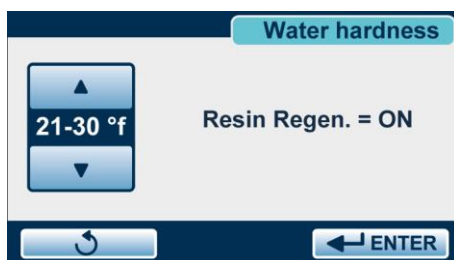 Water hardness
21-30 °f
Resin Regen. = ON
ENTER